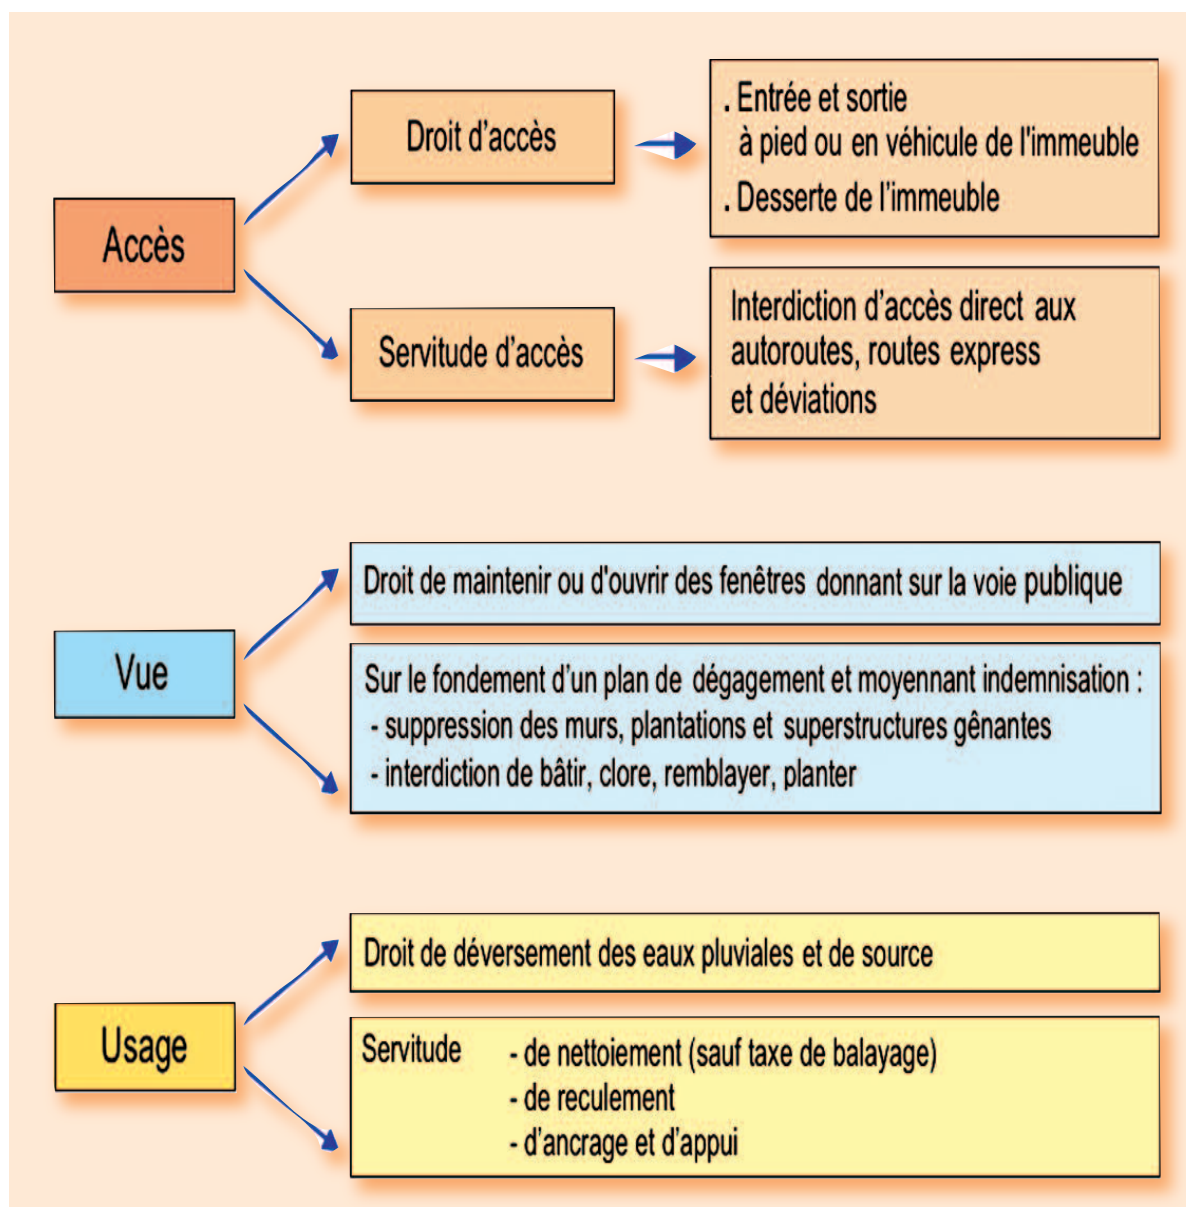 Accès
Droit d'accès
. Entrée et sortie
à pied ou en véhicule de l'immeuble
. Desserte de l'immeuble
Servitude d'accès
Interdiction d'accès direct aux
autoroutes, routes express
et déviations
Vue
Droit de maintenir ou d'ouvrir des fenêtres donnant sur la voie publique
Sur le fondement d'un plan de dégagement et moyennant indemnisation :
- suppression des murs, plantations et superstructures gênantes
- interdiction de bâtir, clore, remblayer, planter
Usage
Droit de déversement des eaux pluviales et de source
Servitude - de nettoiement (sauf taxe de balayage)
- de reculement
- d'ancrage et d'appui